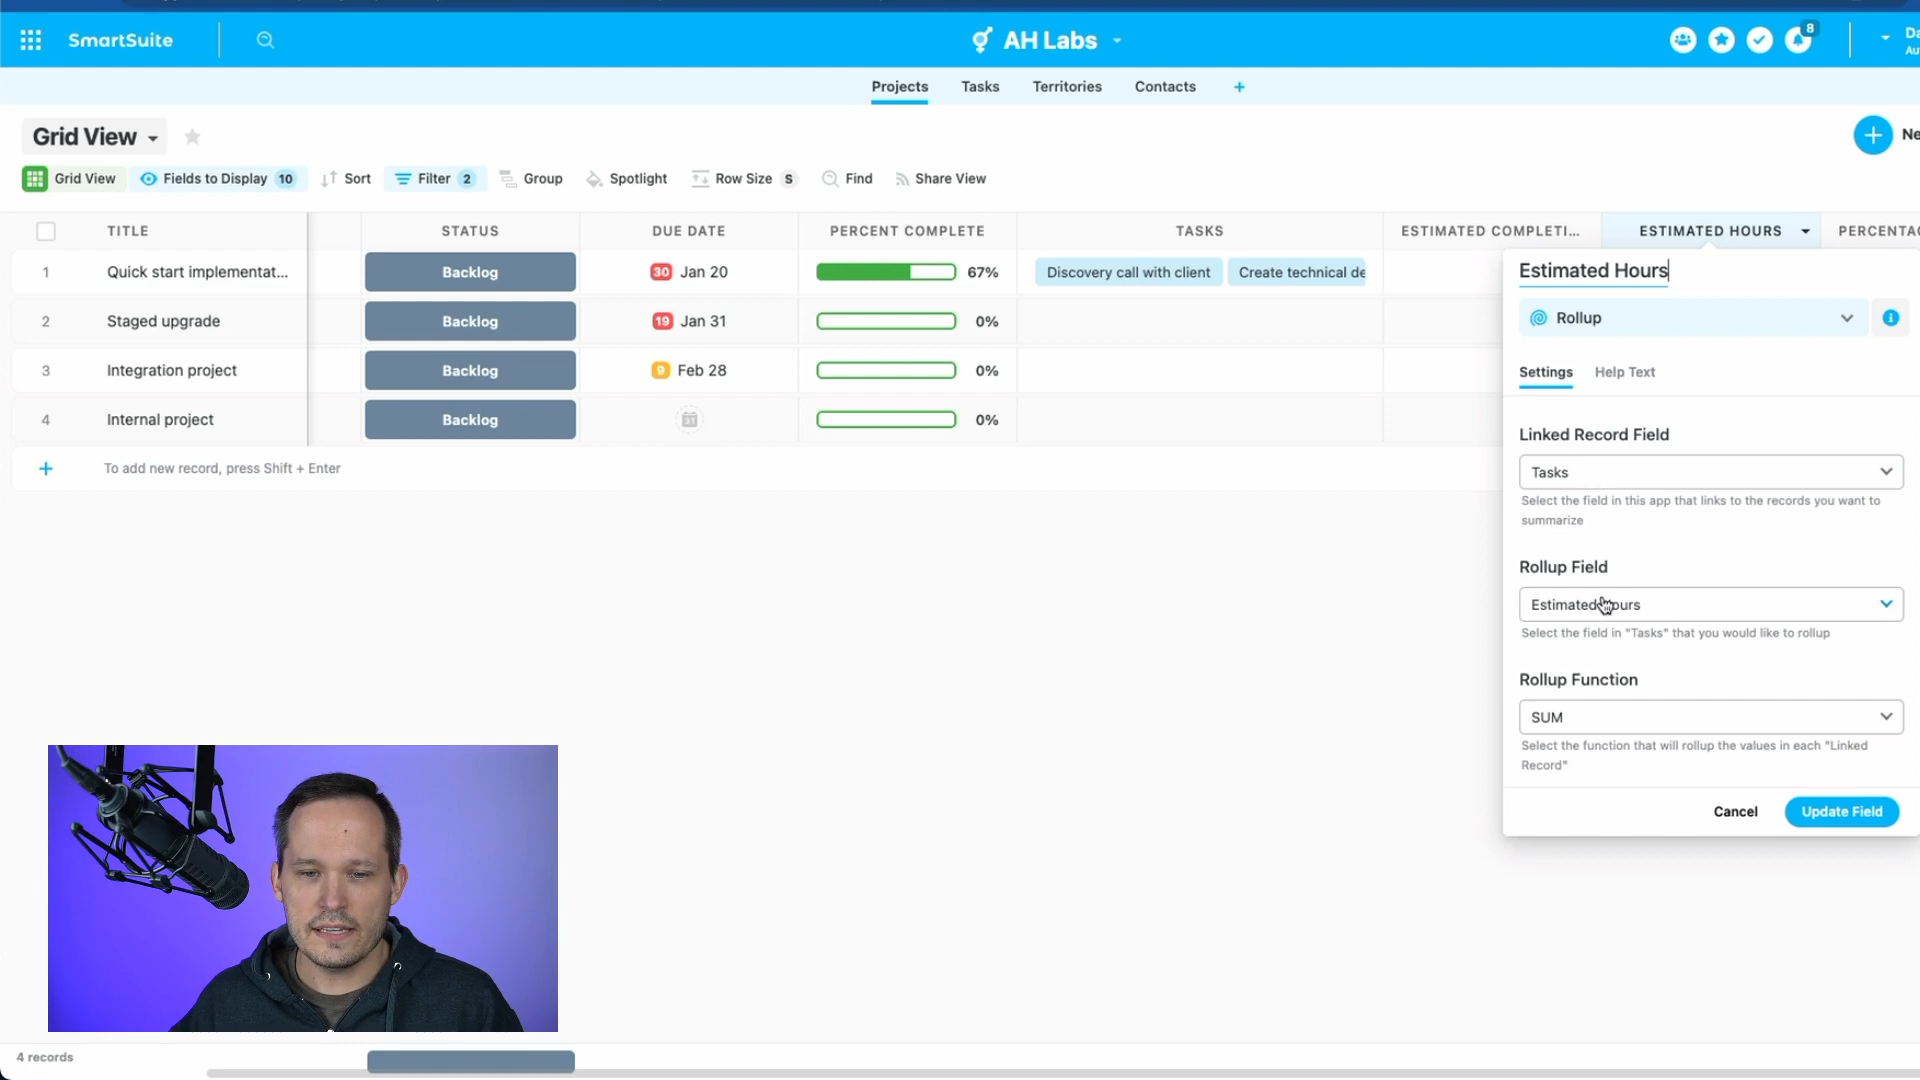 SmartSuite
AH Labs
8
Da
Au
Projects
Tasks
Territories
Contacts
+
Grid View
Ne
Grid View
Fields to Display 10
Sort
Filter 2
Group
Spotlight
Row Size S
Find
Share View
TITLE
STATUS
DUE DATE
PERCENT COMPLETE
TASKS
ESTIMATED COMPLETI...
ESTIMATED HOURS
PERCENTAG
1 Quick start implementat... Backlog 30 Jan 20 67% Discovery call with client Create technical de
2 Staged upgrade Backlog 19 Jan 31 0%
3 Integration project Backlog 9 Feb 28 0%
4 Internal project Backlog 31 0%
+ To add new record, press Shift + Enter
Estimated Hours
Rollup
Settings
Help Text
Linked Record Field
Tasks
Select the field in this app that links to the records you want to
summarize
Rollup Field
Estimated Hours
Select the field in "Tasks" that you would like to rollup
Rollup Function
SUM
Select the function that will rollup the values in each "Linked
Record"
Cancel
Update Field
4 records